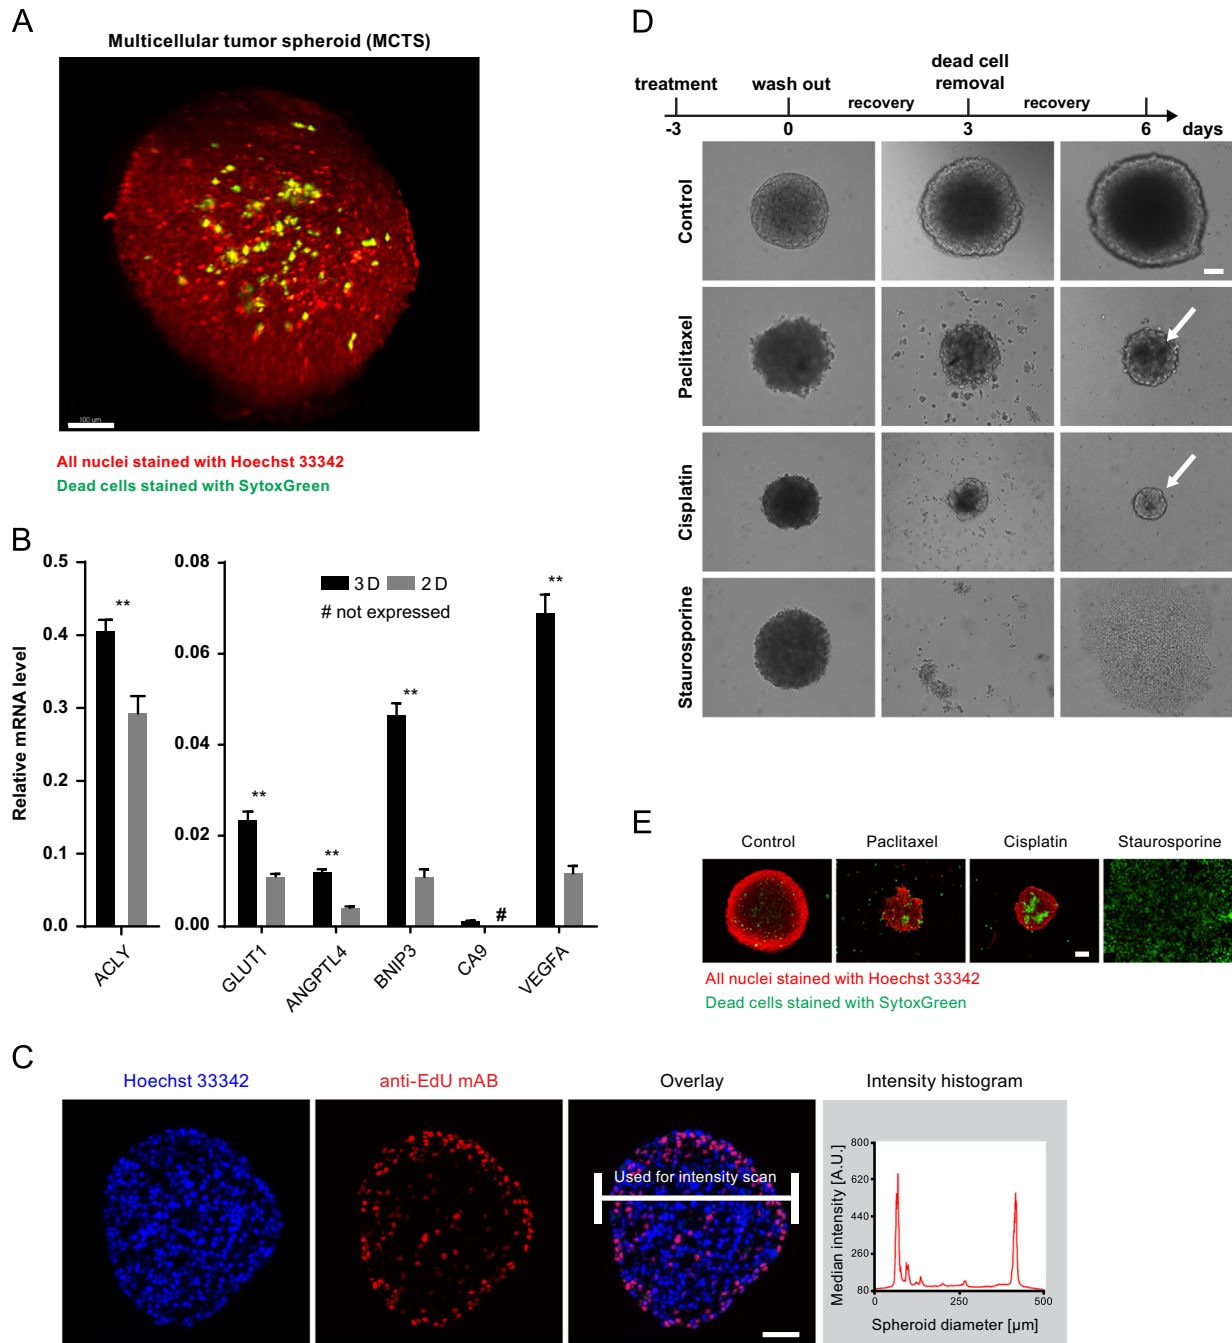 A
Multicellular tumor spheroid (MCTS)
100 um
All nuclei stained with Hoechst 33342
Dead cells stained with SytoxGreen
B
Relative mRNA level
0.5
0.4
0.3
0.2
0.1
0.0
**
ACLY
0.08
0.06
0.04
0.02
0.00
3 D 2 D
# not expressed
**
**
**
#
**
GLUT1
ANGPTL4
BNIP3
CA9
VEGFA
C
Hoechst 33342
anti-EdU mAB
Overlay
Used for intensity scan
Intensity histogram
Median intensity [A.U.]
800
620
440
260
80
0 250 500
Spheroid diameter [µm]
D
treatment
wash out
recovery
dead cell
removal
recovery
-3 0 3 6 days
Control
Paclitaxel
Cisplatin
Staurosporine
E
Control Paclitaxel Cisplatin Staurosporine
All nuclei stained with Hoechst 33342
Dead cells stained with SytoxGreen